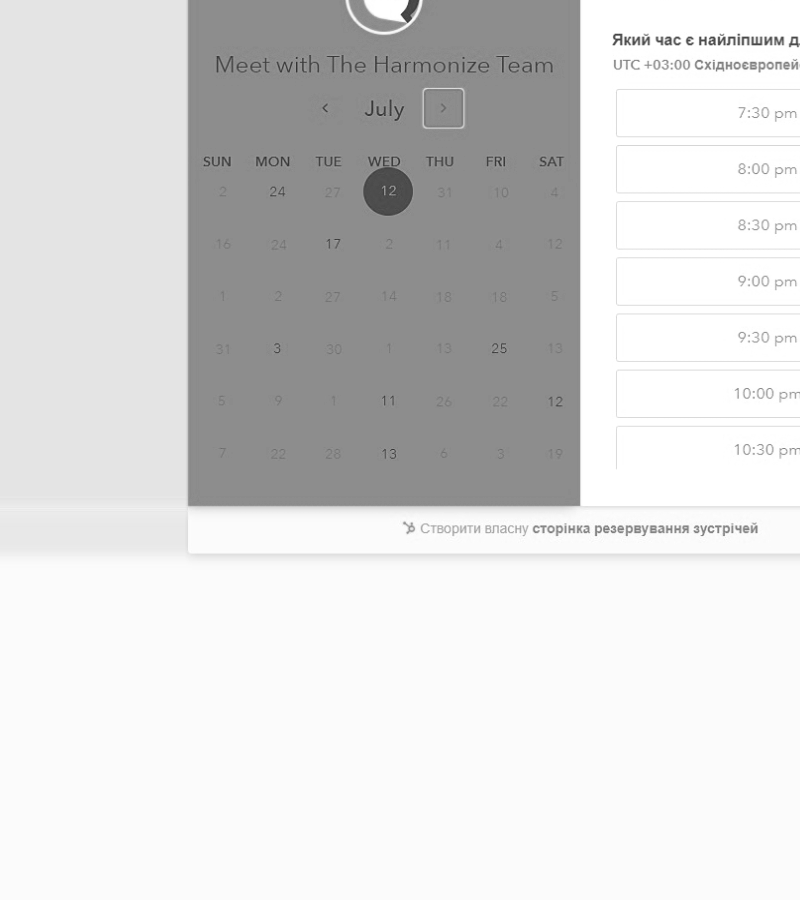 Meet with The Harmonize Team
July
SUN MON TUE WED THU FRI SAT
2 24 27 12 31 10 4
16 24 17 2 11 4 12
1 2 27 14 18 18 5
31 3 30 1 13 25 13
5 9 1 11 26 22 12
7 22 28 13 6 3 19
Який час є найліпшим
UTC +03:00 Східноєвропей
7:30 pm
8:00 pm
8:30 pm
9:00 pm
9:30 pm
10:00 pm
10:30 pm
Створити власну сторінка резервування зустрічей